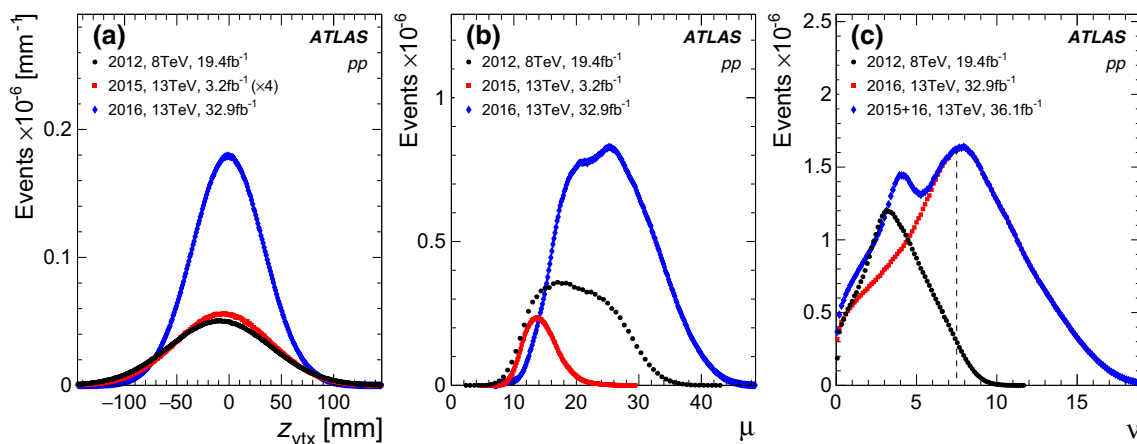 (a) ATLAS
pp
2012, 8TeV, 19.4fb⁻¹
2015, 13TeV, 3.2fb⁻¹ (×4)
2016, 13TeV, 32.9fb⁻¹
Events ×10⁻⁶ [mm⁻¹]
0.2
0.1
0
−100 −50 0 50 100
z_vtx [mm]
(b) ATLAS
pp
2012, 8TeV, 19.4fb⁻¹
2015, 13TeV, 3.2fb⁻¹
2016, 13TeV, 32.9fb⁻¹
Events ×10⁻⁶
1
0.5
0
0 10 20 30 40
μ
(c) ATLAS
pp
2012, 8TeV, 19.4fb⁻¹
2016, 13TeV, 32.9fb⁻¹
2015+16, 13TeV, 36.1fb⁻¹
Events ×10⁻⁶
2.5
2
1.5
1
0.5
0
0 5 10 15
ν